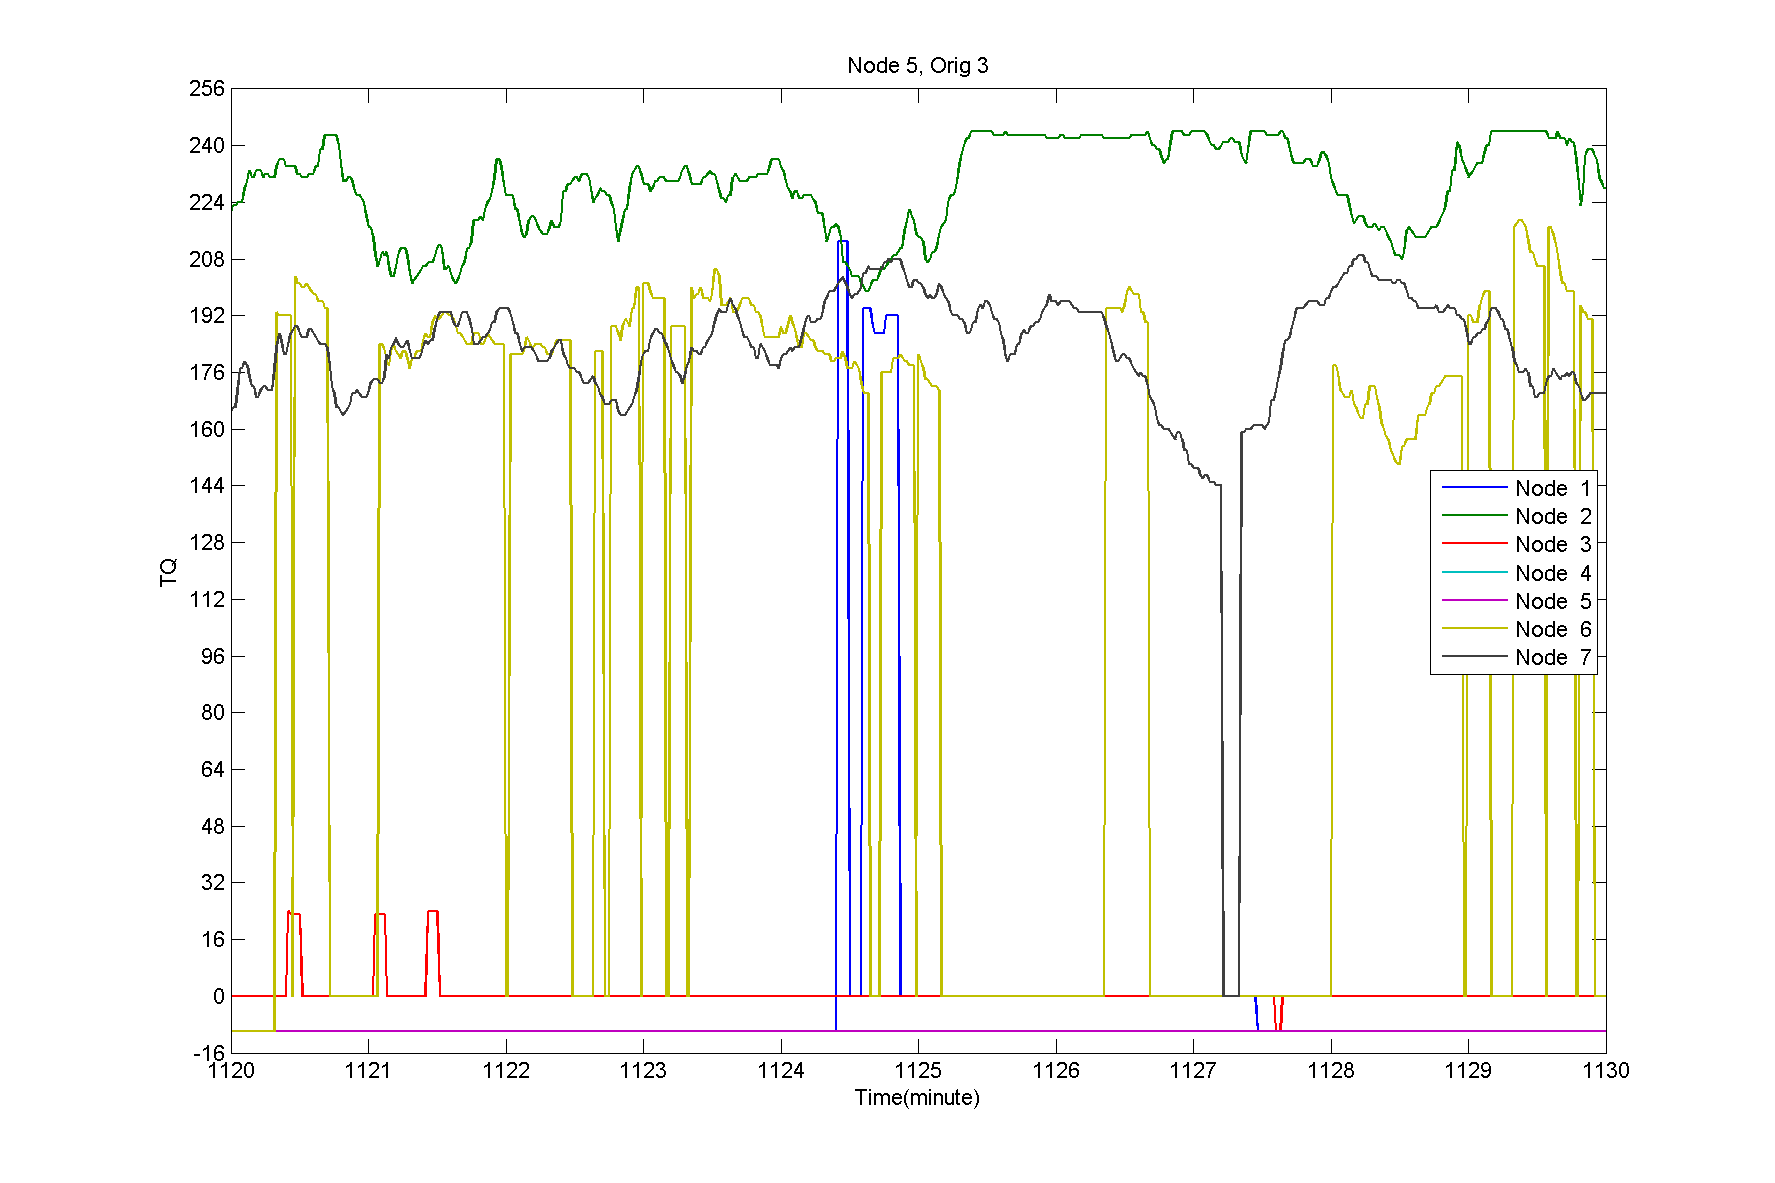 Node 5, Orig 3
256
240
224
208
192
176
160
144
128
112
96
80
64
48
32
16
0
-16
TQ
Node 1
Node 2
Node 3
Node 4
Node 5
Node 6
Node 7
1120 1121 1122 1123 1124 1125 1126 1127 1128 1129 1130
Time(minute)